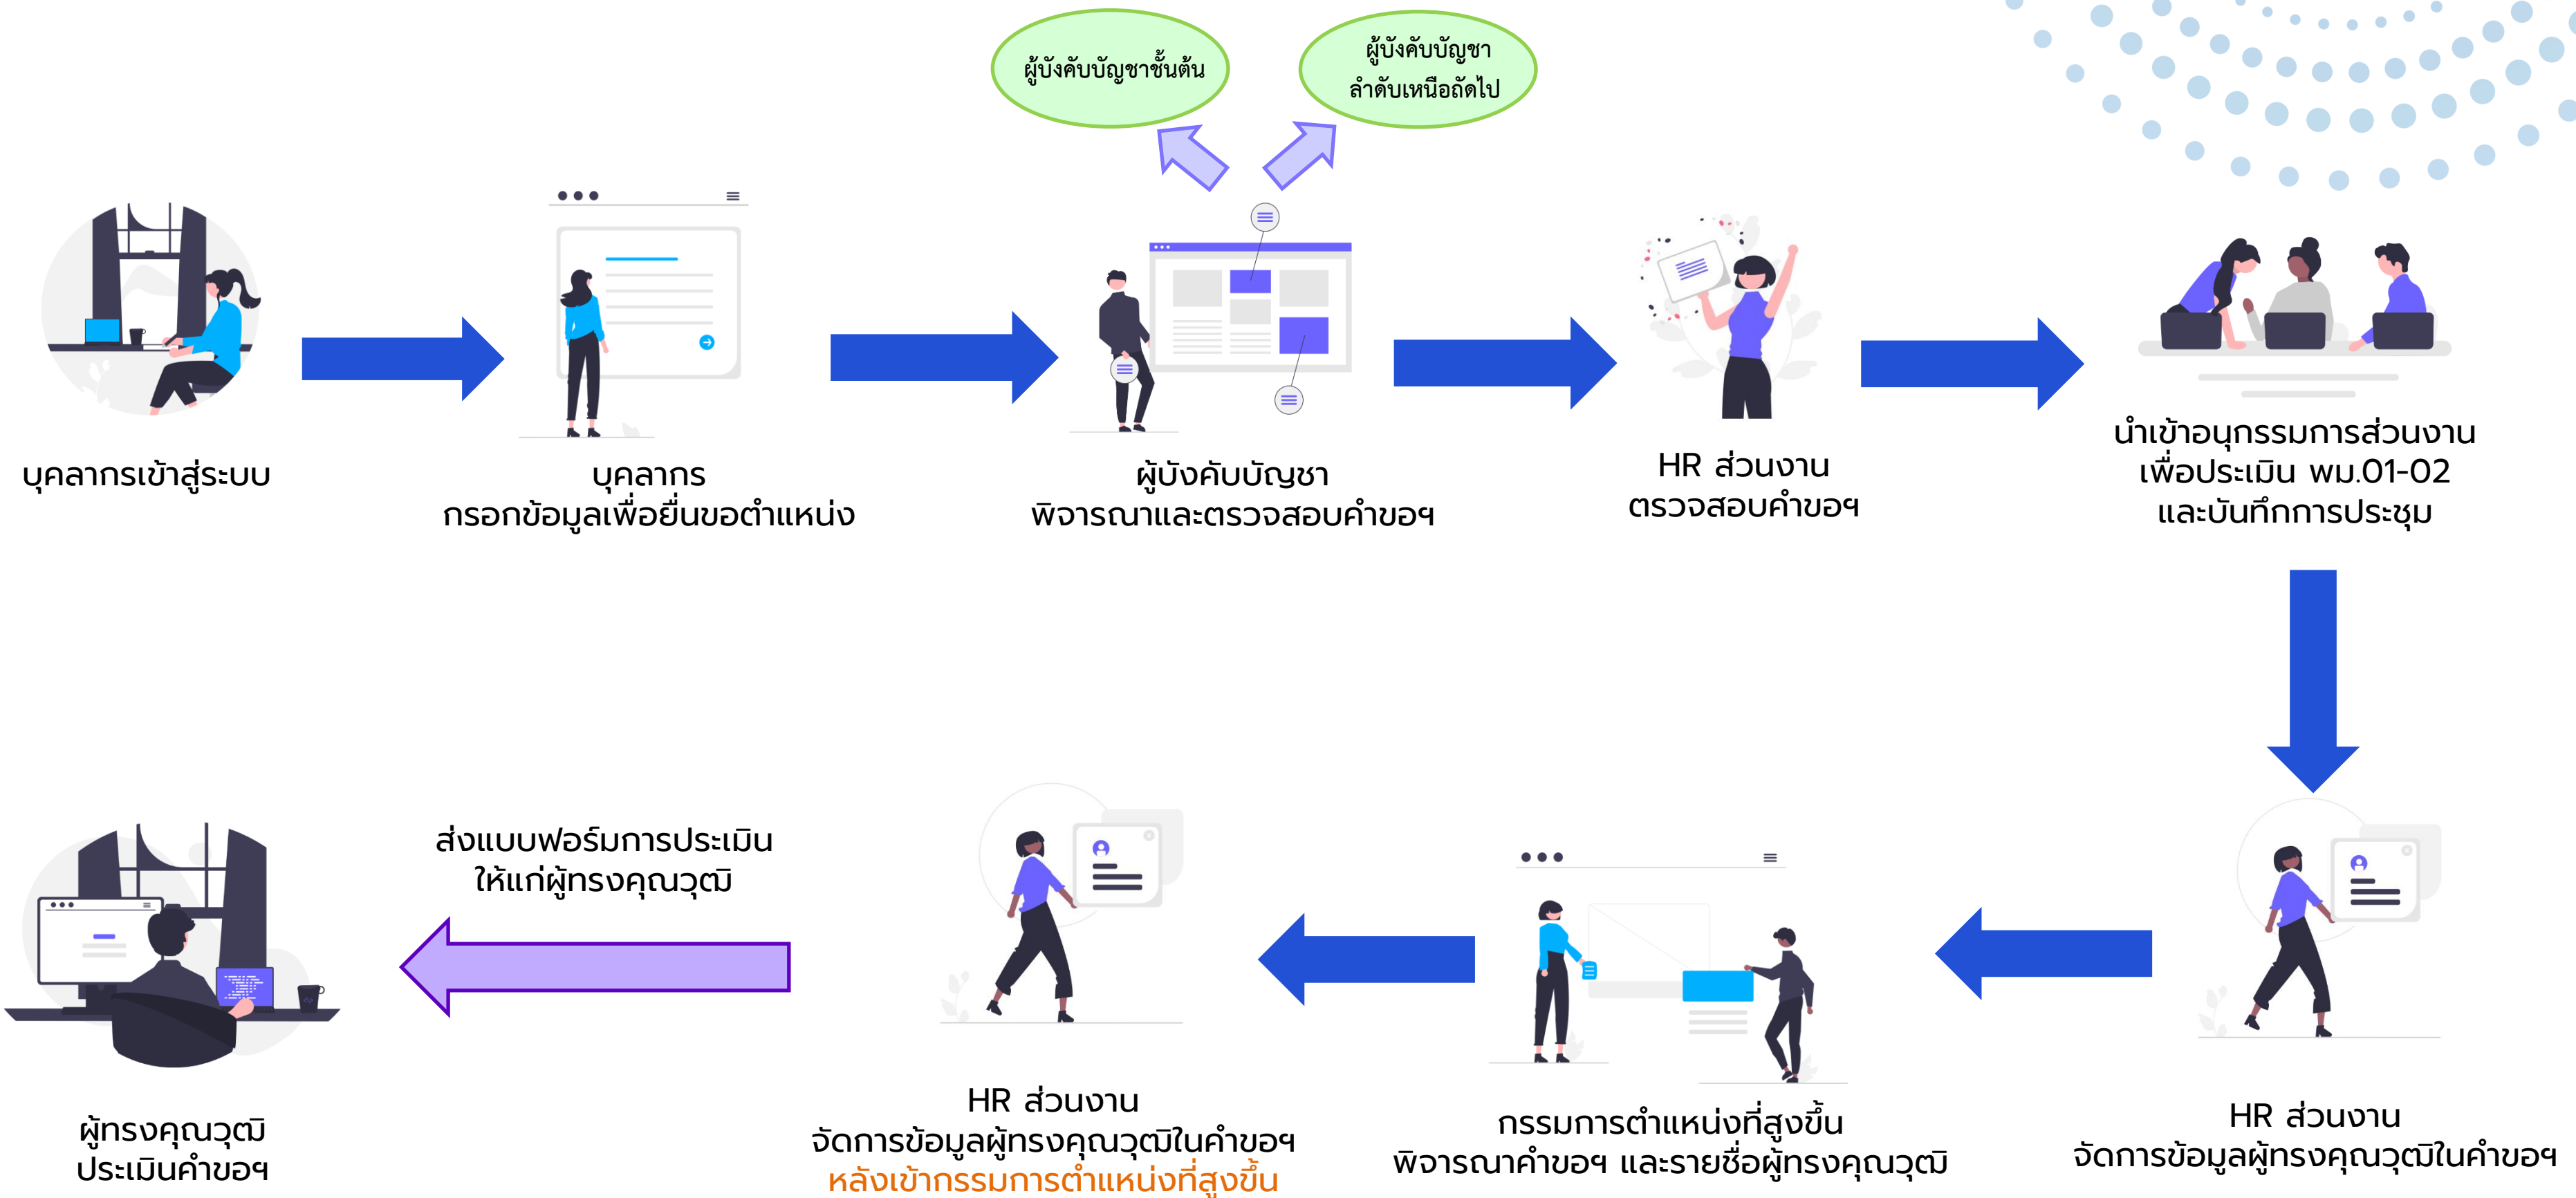 ผู้บังคับบัญชาชั้นต้น
ผู้บังคับบัญชา
ลำดับเหนือถัดไป
บุคลากรเข้าสู่ระบบ
บุคลากร
กรอกข้อมูลเพื่อยื่นขอตำแหน่ง
ผู้บังคับบัญชา
พิจารณาและตรวจสอบคำขอฯ
HR ส่วนงาน
ตรวจสอบคำขอฯ
นำเข้าอนุกรรมการส่วนงาน
เพื่อประเมิน พม.01-02
และบันทึกการประชุม
HR ส่วนงาน
จัดการข้อมูลผู้ทรงคุณวุฒิในคำขอฯ
กรรมการตำแหน่งที่สูงขึ้น
พิจารณาคำขอฯ และรายชื่อผู้ทรงคุณวุฒิ
HR ส่วนงาน
จัดการข้อมูลผู้ทรงคุณวุฒิในคำขอฯ
หลังเข้ากรรมการตำแหน่งที่สูงขึ้น
ส่งแบบฟอร์มการประเมิน
ให้แก่ผู้ทรงคุณวุฒิ
ผู้ทรงคุณวุฒิ
ประเมินคำขอฯ